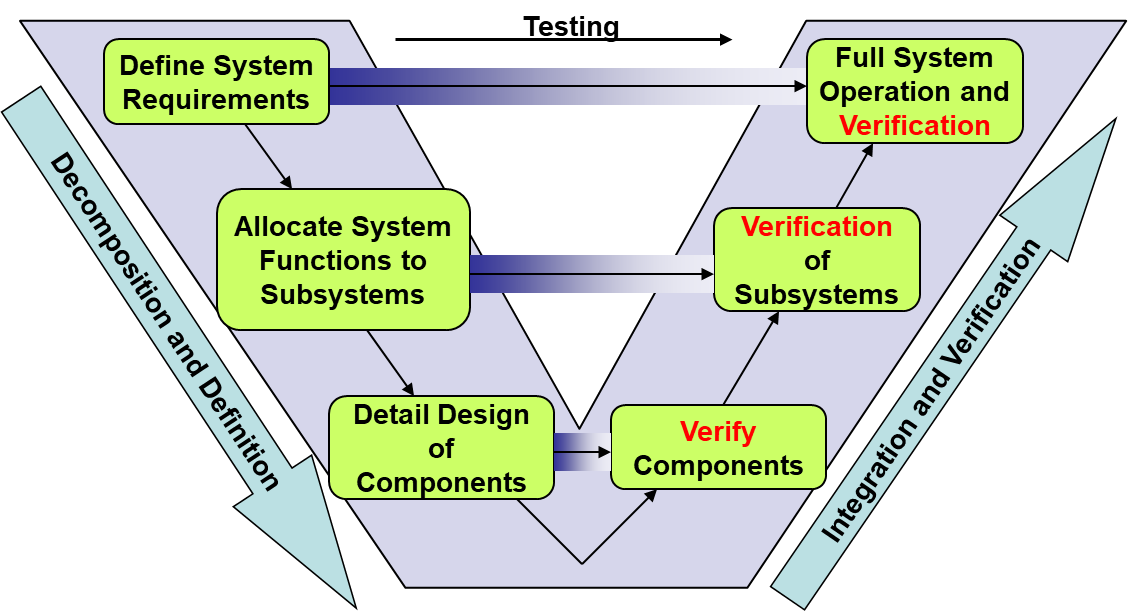 Testing
Define System
Requirements
Full System
Operation and
Verification
Decomposition and Definition
Allocate System
Functions to
Subsystems
Verification
of
Subsystems
Integration and Verification
Detail Design
of
Components
Verify
Components